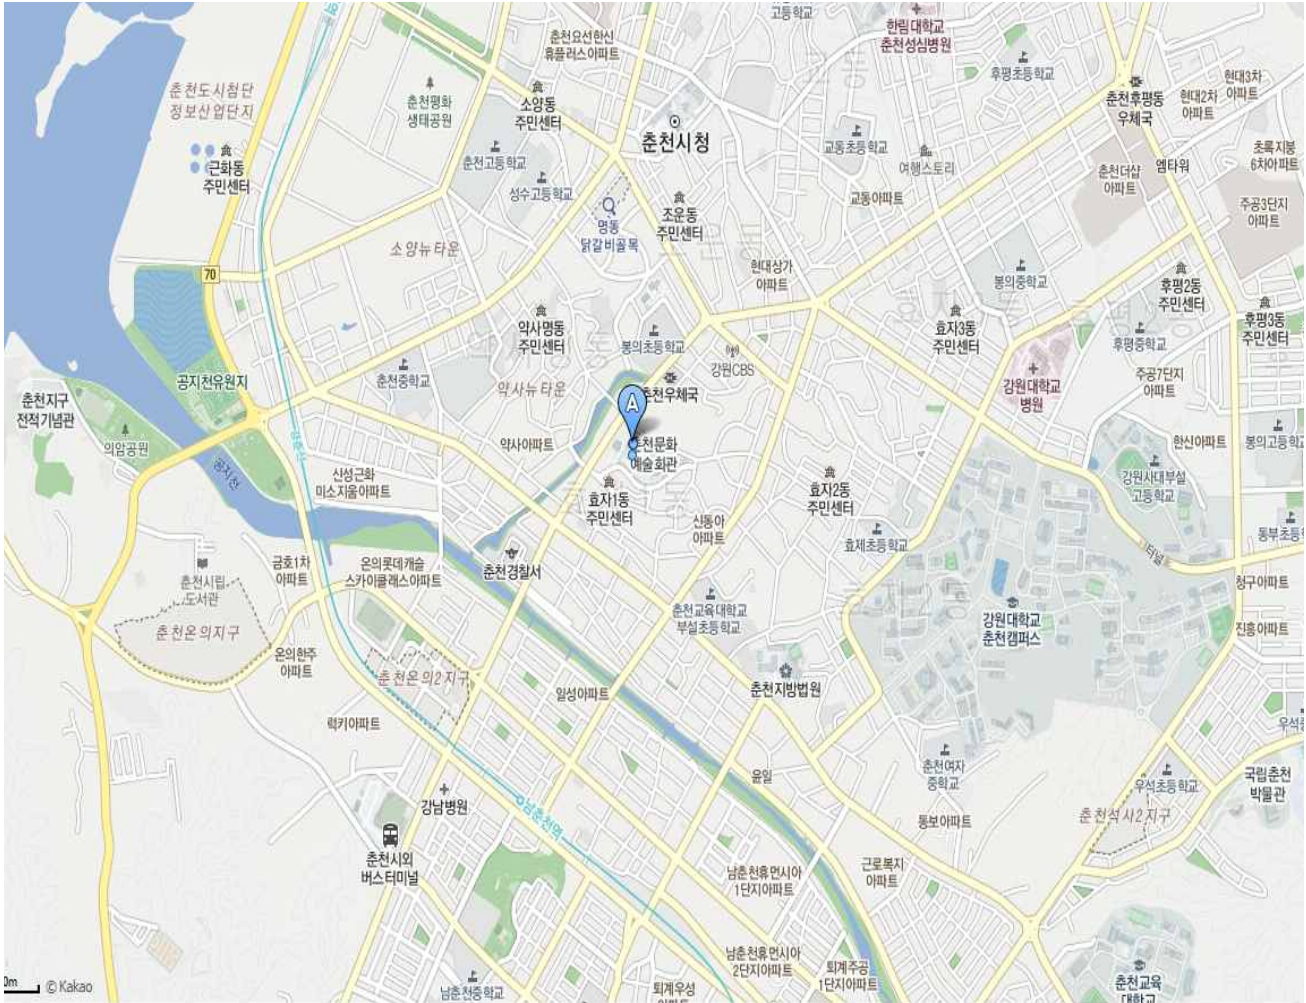 고등학교
한림대학교
춘천성심병원
춘천요선한신
휴플러스아파트
후평초등학교
현대3차
아파트
춘천도시첨단
정보산업단지
춘천평화
생태공원
소양동
주민센터
춘천후평동
우체국
현대2차
아파트
춘천시청
교동초등학교
초록지붕
6차아파트
근화동
주민센터
춘천고등학교
여행스토리
엠타워
춘천더샵
아파트
성수고등학교
교동아파트
주공3단지
아파트
명동
닭갈비골목
조운동
주민센터
소양뉴타운
현대상가
아파트
봉의중학교
70
후평2동
주민센터
약사명동
주민센터
효자3동
주민센터
후평3동
주민센터
봉의초등학교
후평중학교
강원CBS
춘천중학교
공지천유원지
약사뉴타운
춘천우체국
강원대학교
병원
주공7단지
아파트
춘천지구
전적기념관
A
의암공원
약사아파트
춘천문화
예술회관
한신아파트
봉의고등학교
경춘선
공지천
신성근화
미소지움아파트
강원사대부설
고등학교
효자1동
주민센터
효자2동
주민센터
신동아
아파트
효제초등학교
동부초등학
터널
금호1차
아파트
온의롯데캐슬
스카이클래스아파트
춘천경찰서
춘천시립
도서관
청구아파트
춘천교육대학교
부설초등학교
강원대학교
춘천캠퍼스
춘천온의지구
진흥아파트
온의한주
아파트
춘천온의2지구
일성아파트
춘천지방법원
럭키아파트
우석중
춘천여자
중학교
윤일
우석초등학교
국립춘천
박물관
강남병원
남춘천역
동보아파트
춘천석사2지구
춘천시외
버스터미널
남춘천휴먼시아
1단지아파트
근로복지
아파트
남춘천휴먼시아
2단지아파트
퇴계주공
1단지아파트
춘천교육
대학교
남춘천중학교
퇴계우성
0m
© Kakao